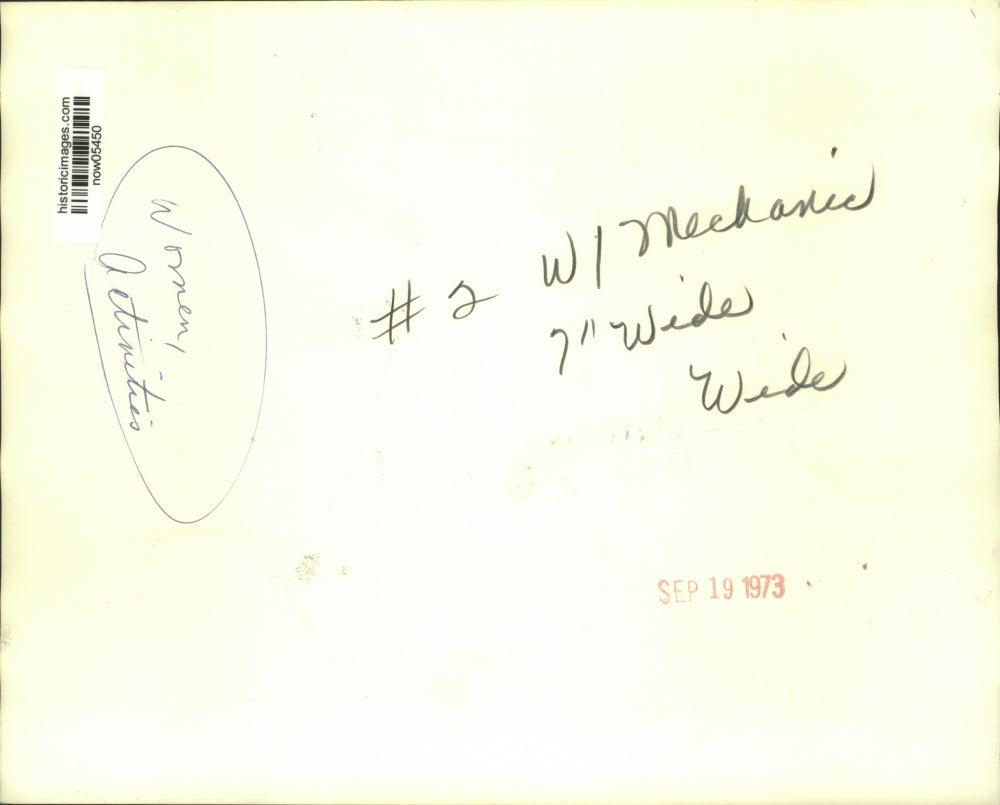 historicimages.com
now05450
Women,
Activities
# 2 W/ Mechanic
7" Wide
Wide
SEP 19 1973